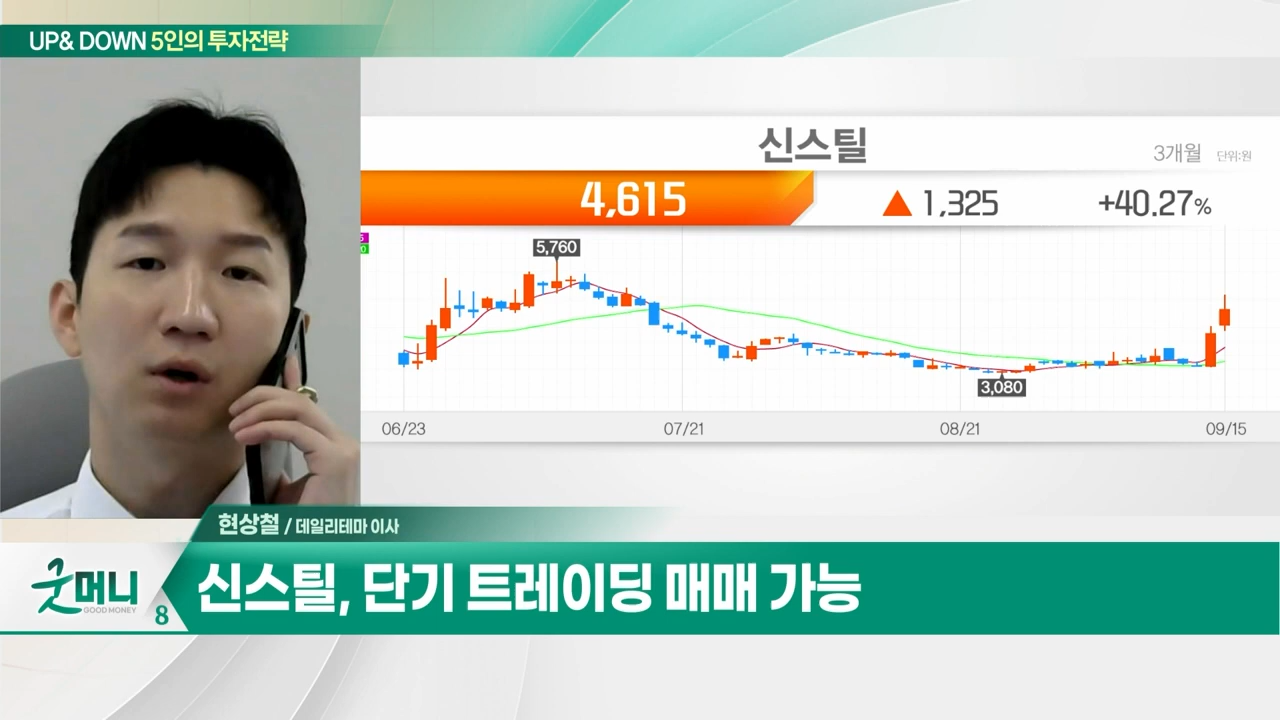 UP& DOWN 5인의 투자전략
신스틸
3개월 단위:원
4,615 ▲ 1,325 +40.27%
5,760
3,080
06/23 07/21 08/21 09/15
현상철 / 데일리테마 이사
굿머니
GOOD MONEY
8
신스틸, 단기 트레이딩 매매 가능